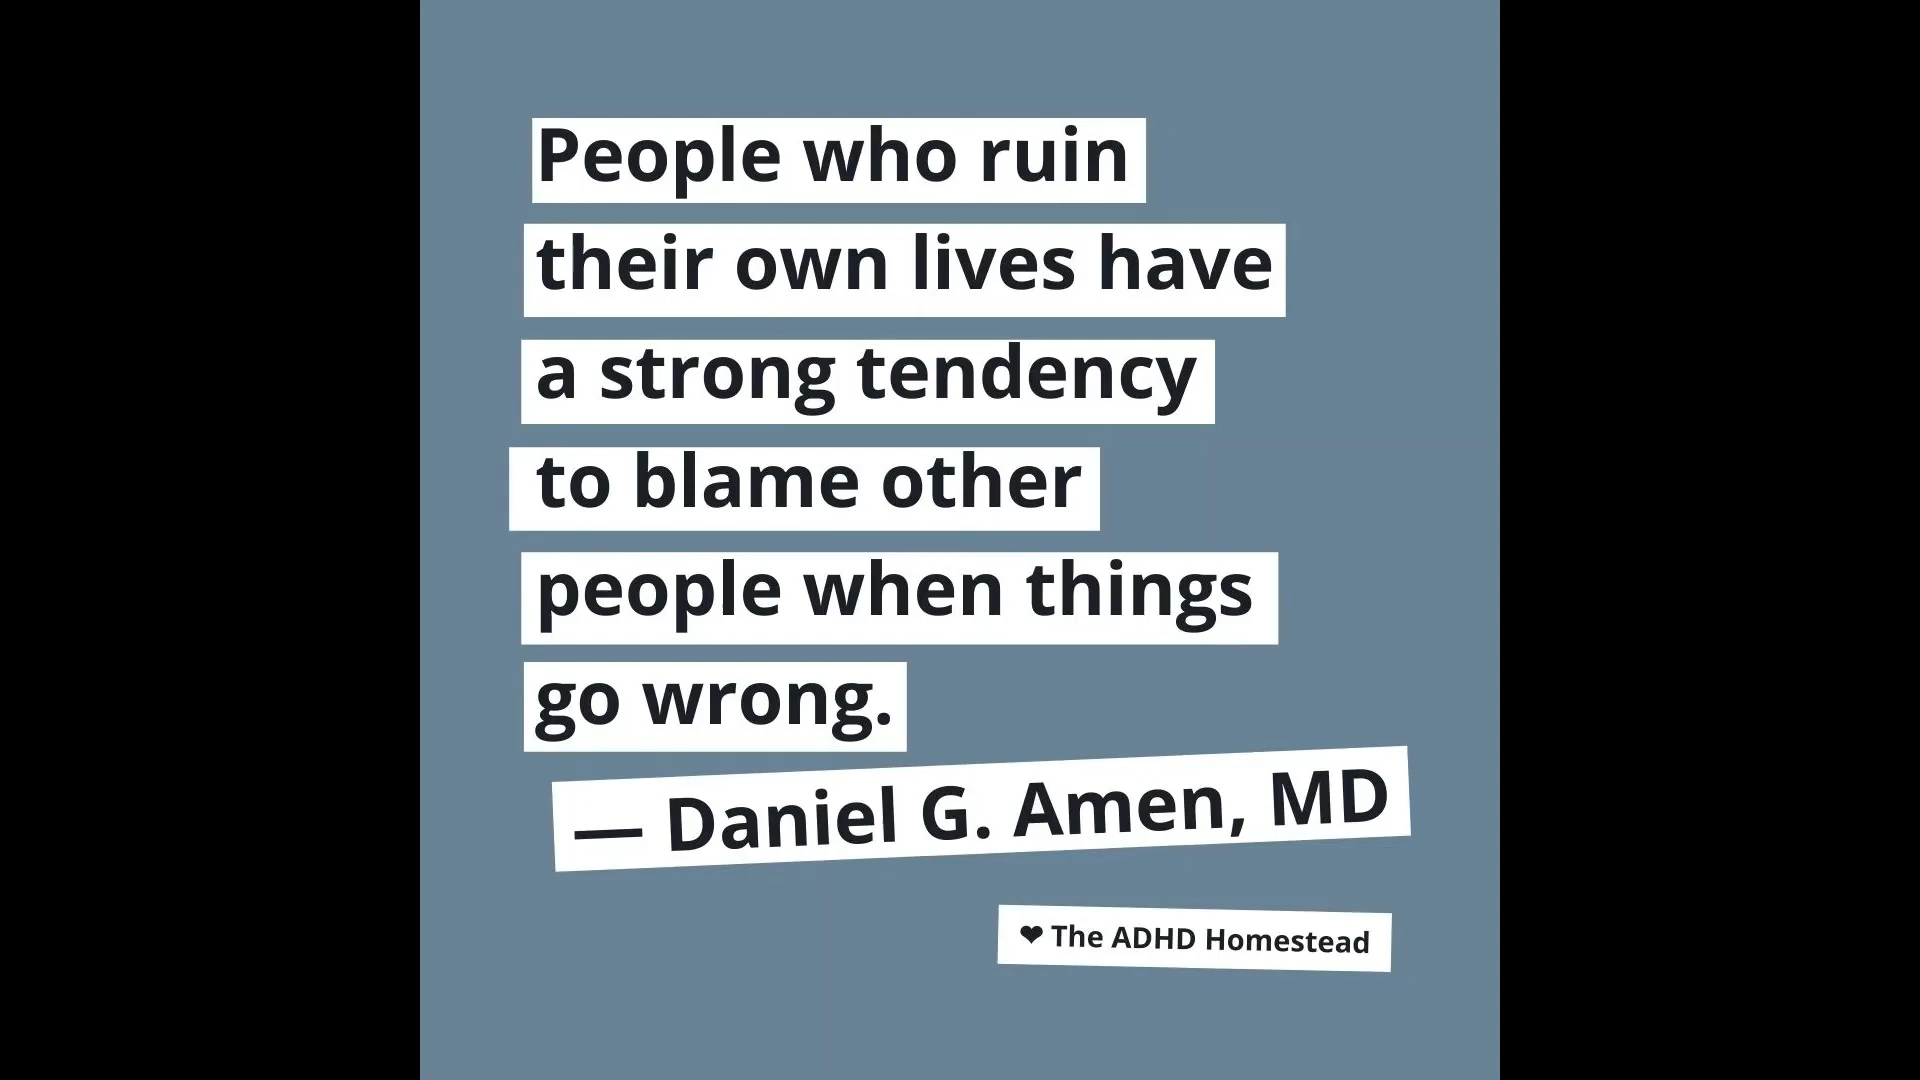 People who ruin
their own lives have
a strong tendency
to blame other
people when things
go wrong.
— Daniel G. Amen, MD
❤ The ADHD Homestead